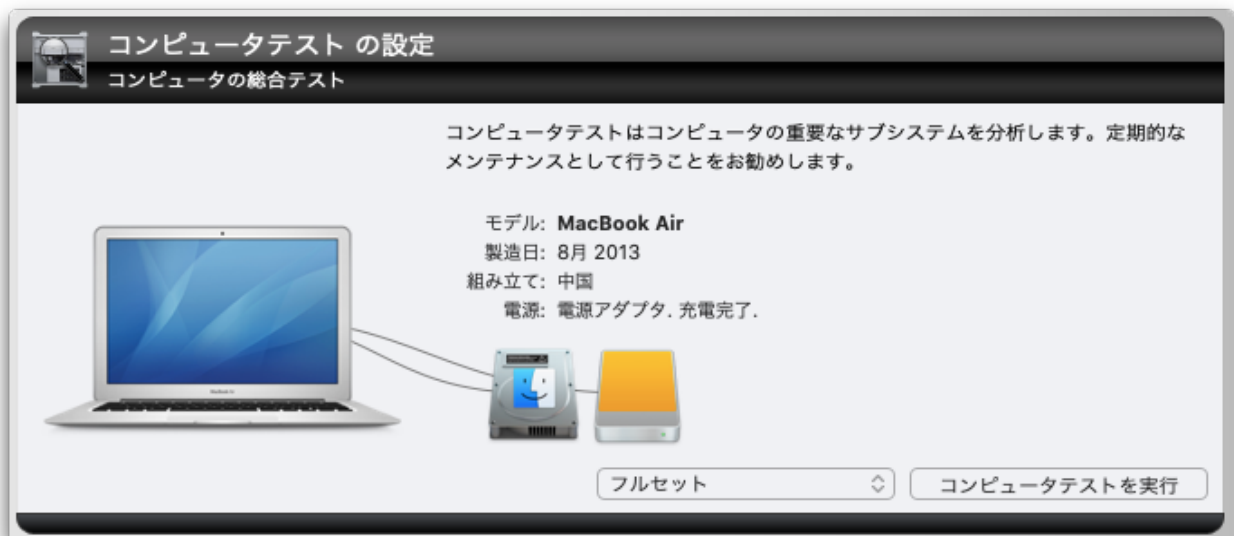 コンピュータテスト の設定
コンピュータの総合テスト
コンピュータテストはコンピュータの重要なサブシステムを分析します。定期的な
メンテナンスとして行うことをお勧めします。
モデル: MacBook Air
製造日: 8月 2013
組み立て: 中国
電源: 電源アダプタ. 充電完了.
フルセット
コンピュータテストを実行